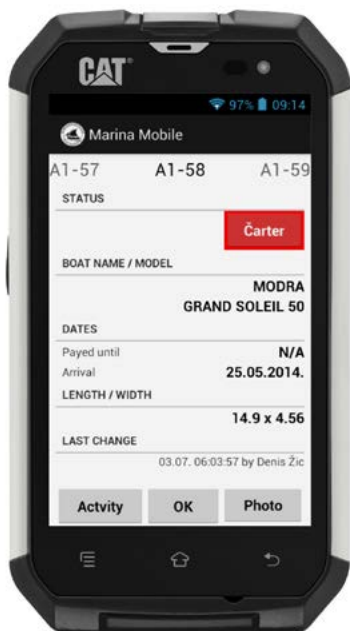 CAT
97% 09:14
Marina Mobile
A1-57 A1-58 A1-59
STATUS
Čarter
BOAT NAME / MODEL
MODRA
GRAND SOLEIL 50
DATES
Payed until N/A
Arrival 25.05.2014.
LENGTH / WIDTH
14.9 x 4.56
LAST CHANGE
03.07. 06:03:57 by Denis Žic
Actvity OK Photo